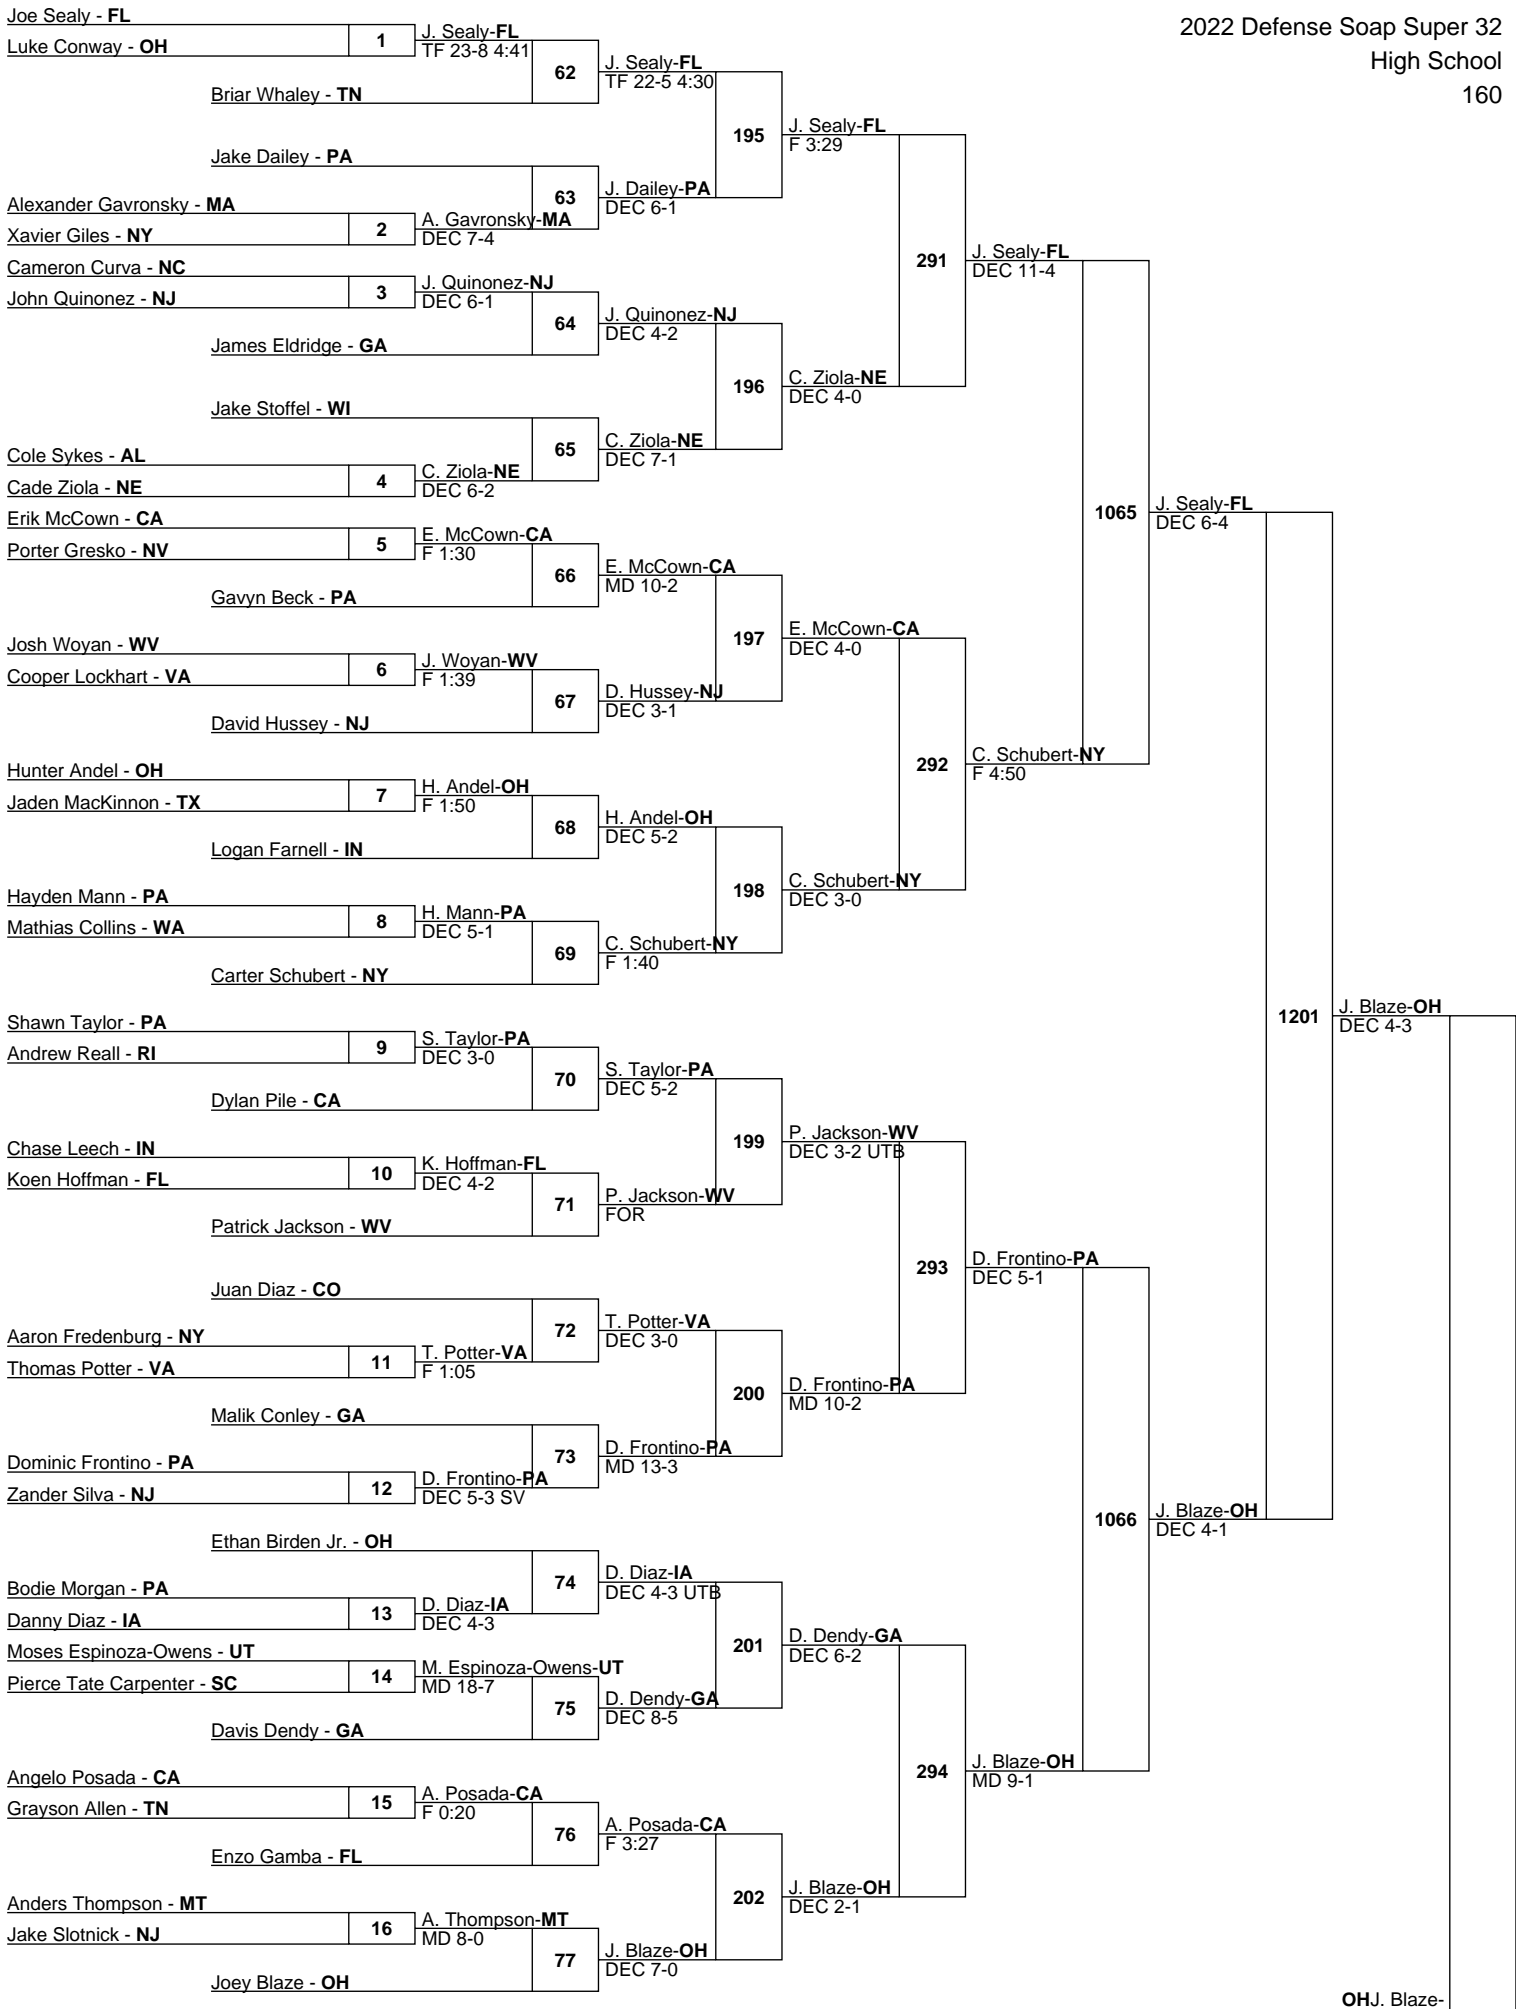 2022 Defense Soap Super 32
High School
160
Joe Sealy - FL
Luke Conway - OH
1
J. Sealy-FL
TF 23-8 4:41
Briar Whaley - TN
62
J. Sealy-FL
TF 22-5 4:30
195
J. Sealy-FL
F 3:29
Jake Dailey - PA
63
J. Dailey-PA
DEC 6-1
Alexander Gavronsky - MA
Xavier Giles - NY
2
A. Gavronsky-MA
DEC 7-4
291
J. Sealy-FL
DEC 11-4
Cameron Curva - NC
John Quinonez - NJ
3
J. Quinonez-NJ
DEC 6-1
64
J. Quinonez-NJ
DEC 4-2
James Eldridge - GA
196
C. Ziola-NE
DEC 4-0
Jake Stoffel - WI
65
C. Ziola-NE
DEC 7-1
Cole Sykes - AL
Cade Ziola - NE
4
C. Ziola-NE
DEC 6-2
1065
J. Sealy-FL
DEC 6-4
Erik McCown - CA
Porter Gresko - NV
5
E. McCown-CA
F 1:30
66
E. McCown-CA
MD 10-2
Gavyn Beck - PA
197
E. McCown-CA
DEC 4-0
Josh Woyan - WV
Cooper Lockhart - VA
6
J. Woyan-WV
F 1:39
67
D. Hussey-NJ
DEC 3-1
David Hussey - NJ
292
C. Schubert-NY
F 4:50
Hunter Andel - OH
Jaden MacKinnon - TX
7
H. Andel-OH
F 1:50
68
H. Andel-OH
DEC 5-2
Logan Farnell - IN
198
C. Schubert-NY
DEC 3-0
Hayden Mann - PA
Mathias Collins - WA
8
H. Mann-PA
DEC 5-1
69
C. Schubert-NY
F 1:40
Carter Schubert - NY
1201
J. Blaze-OH
DEC 4-3
Shawn Taylor - PA
Andrew Reall - RI
9
S. Taylor-PA
DEC 3-0
70
S. Taylor-PA
DEC 5-2
Dylan Pile - CA
199
P. Jackson-WV
DEC 3-2 UTB
Chase Leech - IN
Koen Hoffman - FL
10
K. Hoffman-FL
DEC 4-2
71
P. Jackson-WV
FOR
Patrick Jackson - WV
293
D. Frontino-PA
DEC 5-1
Juan Diaz - CO
72
T. Potter-VA
DEC 3-0
Aaron Fredenburg - NY
Thomas Potter - VA
11
T. Potter-VA
F 1:05
200
D. Frontino-PA
MD 10-2
Malik Conley - GA
73
D. Frontino-PA
MD 13-3
Dominic Frontino - PA
Zander Silva - NJ
12
D. Frontino-PA
DEC 5-3 SV
1066
J. Blaze-OH
DEC 4-1
Ethan Birden Jr. - OH
74
D. Diaz-IA
DEC 4-3 UTB
Bodie Morgan - PA
Danny Diaz - IA
13
D. Diaz-IA
DEC 4-3
201
D. Dendy-GA
DEC 6-2
Moses Espinoza-Owens - UT
Pierce Tate Carpenter - SC
14
M. Espinoza-Owens-UT
MD 18-7
75
D. Dendy-GA
DEC 8-5
Davis Dendy - GA
294
J. Blaze-OH
MD 9-1
Angelo Posada - CA
Grayson Allen - TN
15
A. Posada-CA
F 0:20
76
A. Posada-CA
F 3:27
Enzo Gamba - FL
202
J. Blaze-OH
DEC 2-1
Anders Thompson - MT
Jake Slotnick - NJ
16
A. Thompson-MT
MD 8-0
77
J. Blaze-OH
DEC 7-0
Joey Blaze - OH
OHJ. Blaze-